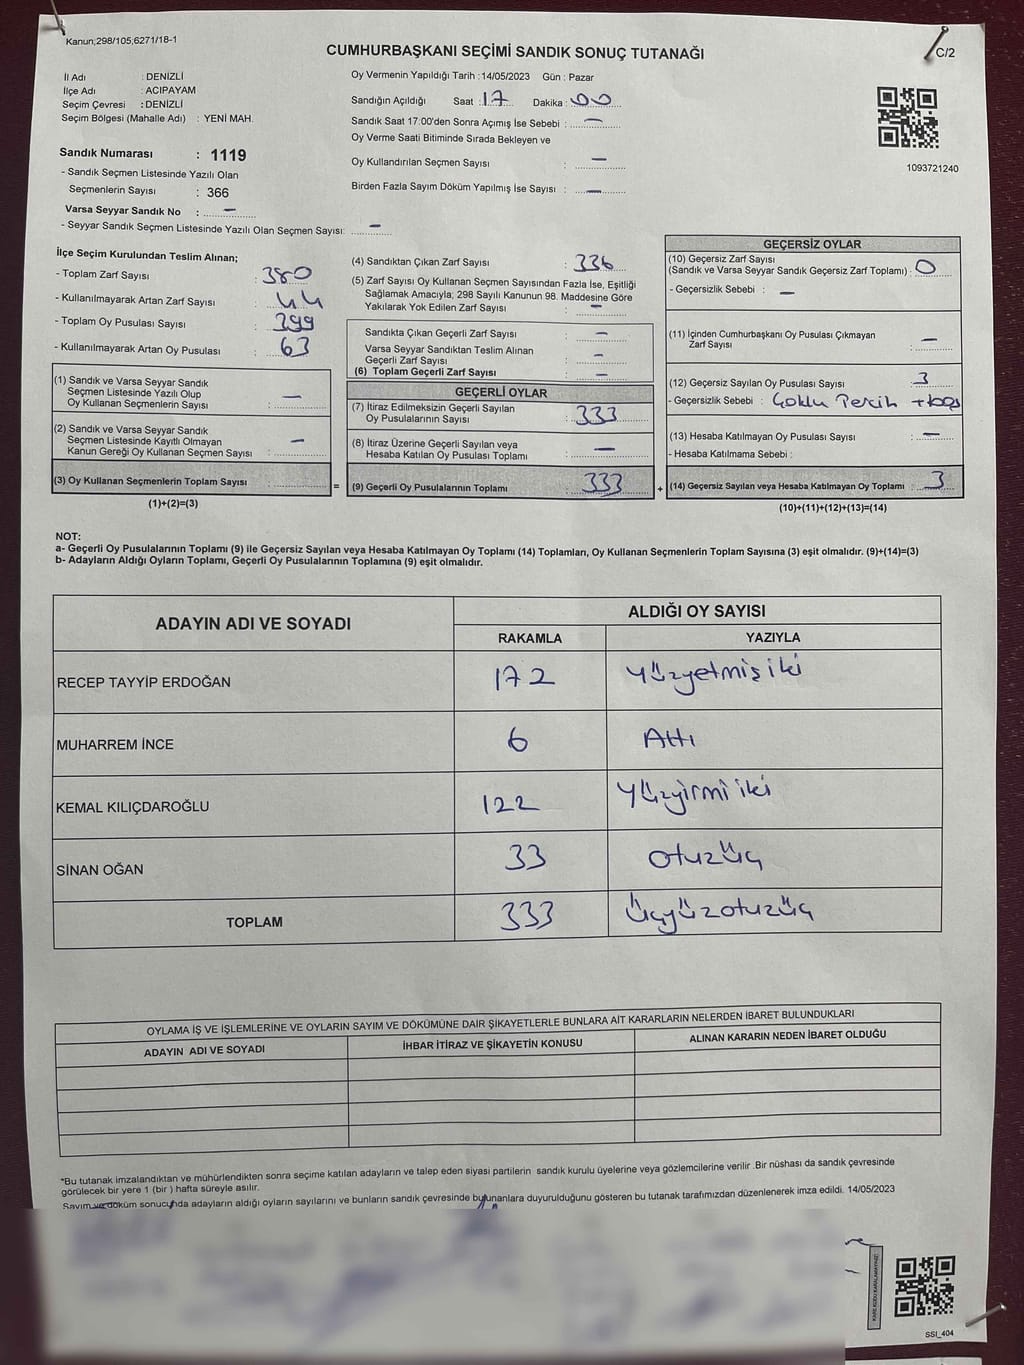 Kanun;298/105;6271/18-1
CUMHURBAŞKANI SEÇİMİ SANDIK SONUÇ TUTANAĞI
C/2
İl Adı : DENİZLİ
İlçe Adı : ACIPAYAM
Seçim Çevresi : DENİZLİ
Seçim Bölgesi (Mahalle Adı) : YENİ MAH.
Sandık Numarası : 1119
- Sandık Seçmen Listesinde Yazılı Olan
Seçmenlerin Sayısı : 366
Varsa Seyyar Sandık No : –
- Seyyar Sandık Seçmen Listesinde Yazılı Olan Seçmen Sayısı: –
Oy Vermenin Yapıldığı Tarih : 14/05/2023 Gün : Pazar
Sandığın Açıldığı Saat : 17 Dakika : 00
Sandık Saat 17:00'den Sonra Açımış İse Sebebi : –
Oy Verme Saati Bitiminde Sırada Bekleyen ve
Oy Kullandırılan Seçmen Sayısı : –
Birden Fazla Sayım Döküm Yapılmış İse Sayısı : –
1093721240
İlçe Seçim Kurulundan Teslim Alınan;
- Toplam Zarf Sayısı : 380
- Kullanılmayarak Artan Zarf Sayısı : 44
- Toplam Oy Pusulası Sayısı : 399
- Kullanılmayarak Artan Oy Pusulası : 63
(1) Sandık ve Varsa Seyyar Sandık
Seçmen Listesinde Yazılı Olup
Oy Kullanan Seçmenlerin Sayısı : –
(2) Sandık ve Varsa Seyyar Sandık
Seçmen Listesinde Kayıtlı Olmayan
Kanun Gereği Oy Kullanan Seçmen Sayısı : –
(3) Oy Kullanan Seçmenlerin Toplam Sayısı :
(1)+(2)=(3)
=
(4) Sandıktan Çıkan Zarf Sayısı : 336
(5) Zarf Sayısı Oy Kullanan Seçmen Sayısından Fazla İse, Eşitliği
Sağlamak Amacıyla; 298 Sayılı Kanunun 98. Maddesine Göre
Yakılarak Yok Edilen Zarf Sayısı : –
Sandıkta Çıkan Geçerli Zarf Sayısı : –
Varsa Seyyar Sandıktan Teslim Alınan
Geçerli Zarf Sayısı : –
(6) Toplam Geçerli Zarf Sayısı : –
GEÇERLİ OYLAR
(7) İtiraz Edilmeksizin Geçerli Sayılan
Oy Pusulalarının Sayısı : 333
(8) İtiraz Üzerine Geçerli Sayılan veya
Hesaba Katılan Oy Pusulası Toplamı : –
(9) Geçerli Oy Pusulalarının Toplamı : 333
+
GEÇERSİZ OYLAR
(10) Geçersiz Zarf Sayısı
(Sandık ve Varsa Seyyar Sandık Geçersiz Zarf Toplamı) : 0
- Geçersizlik Sebebi : –
(11) İçinden Cumhurbaşkanı Oy Pusulası Çıkmayan
Zarf Sayısı : –
(12) Geçersiz Sayılan Oy Pusulası Sayısı : 3
- Geçersizlik Sebebi : Çoklu Tercih +boş
(13) Hesaba Katılmayan Oy Pusulası Sayısı : –
- Hesaba Katılmama Sebebi :
(14) Geçersiz Sayılan veya Hesaba Katılmayan Oy Toplamı : 3
(10)+(11)+(12)+(13)=(14)
NOT:
a- Geçerli Oy Pusulalarının Toplamı (9) ile Geçersiz Sayılan veya Hesaba Katılmayan Oy Toplamı (14) Toplamları, Oy Kullanan Seçmenlerin Toplam Sayısına (3) eşit olmalıdır. (9)+(14)=(3)
b- Adayların Aldığı Oyların Toplamı, Geçerli Oy Pusulalarının Toplamına (9) eşit olmalıdır.
ADAYIN ADI VE SOYADI
ALDIĞI OY SAYISI
RAKAMLA YAZIYLA
RECEP TAYYİP ERDOĞAN 172 Yüzyetmişiki
MUHARREM İNCE 6 Altı
KEMAL KILIÇDAROĞLU 122 Yüzyirmiiki
SİNAN OĞAN 33 Otuzüç
TOPLAM 333 Üçyüzotuzüç
OYLAMA İŞ VE İŞLEMLERİNE VE OYLARIN SAYIM VE DÖKÜMÜNE DAİR ŞİKAYETLERLE BUNLARA AİT KARARLARIN NELERDEN İBARET BULUNDUKLARI
ADAYIN ADI VE SOYADI İHBAR İTİRAZ VE ŞİKAYETİN KONUSU ALINAN KARARIN NEDEN İBARET OLDUĞU
*Bu tutanak imzalandıktan ve mühürlendikten sonra seçime katılan adayların ve talep eden siyasi partilerin sandık kurulu üyelerine veya gözlemcilerine verilir .Bir nüshası da sandık çevresinde
görülecek bir yere 1 (bir ) hafta süreyle asılır.
Sayım ve döküm sonucunda adayların aldığı oyların sayılarını ve bunların sandık çevresinde bulunanlara duyurulduğunu gösteren bu tutanak tarafımızdan düzenlenerek imza edildi. 14/05/2023
KARE KODU KARALAMAYINIZ!
SSI_404